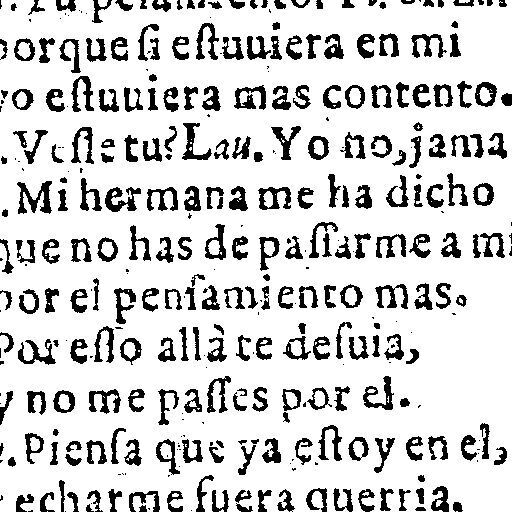 porque si estuuiera en mi
yo estuuiera mas contento.
. Vesle tu? Lau. Yo no, jama
. Mi hermana me ha dicho
que no has de passarme a mi
por el pensamiento mas.
Por esso allà te desuia,
y no me passes por el.
. Piensa que ya estoy en el,
echarme fuera querria.